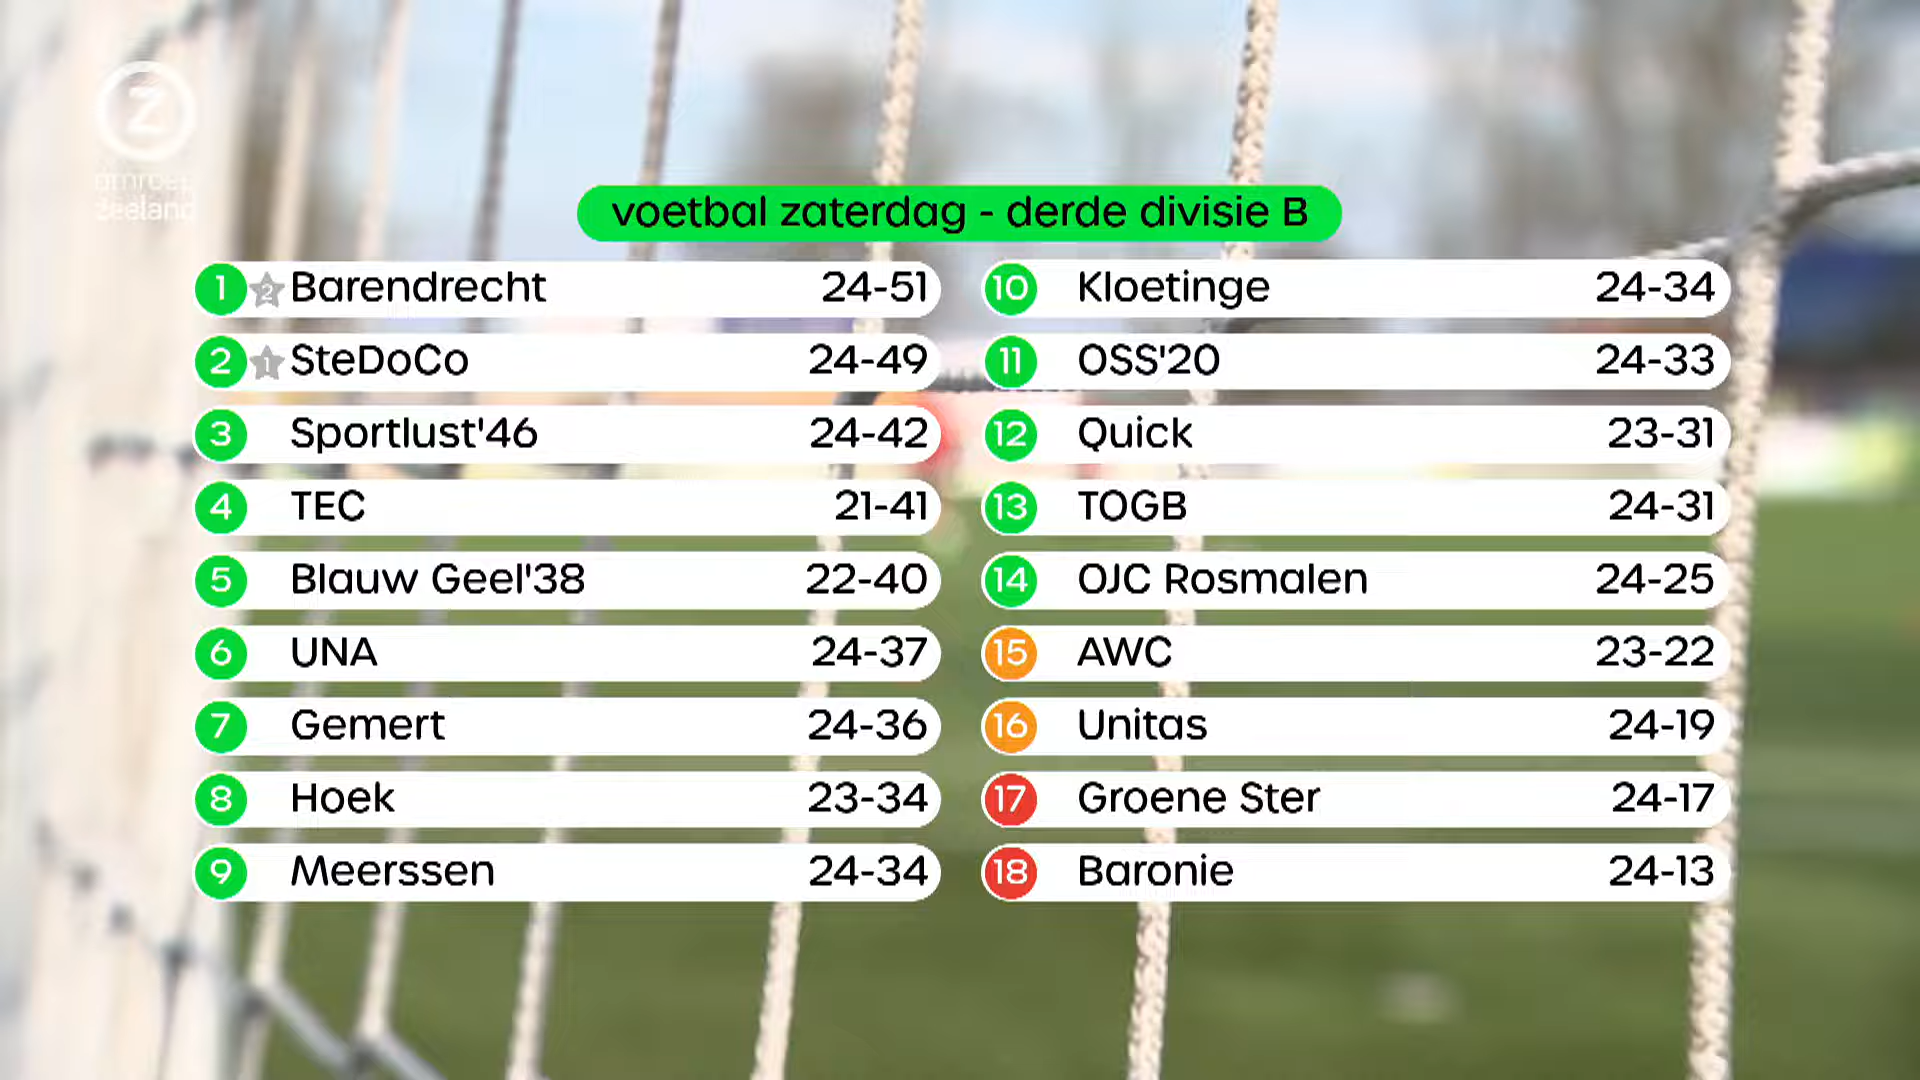 Z
omroep
zeeland
voetbal zaterdag - derde divisie B
1 2 Barendrecht 24-51
2 1 SteDoCo 24-49
3 Sportlust'46 24-42
4 TEC 21-41
5 Blauw Geel'38 22-40
6 UNA 24-37
7 Gemert 24-36
8 Hoek 23-34
9 Meerssen 24-34
10 Kloetinge 24-34
11 OSS'20 24-33
12 Quick 23-31
13 TOGB 24-31
14 OJC Rosmalen 24-25
15 AWC 23-22
16 Unitas 24-19
17 Groene Ster 24-17
18 Baronie 24-13